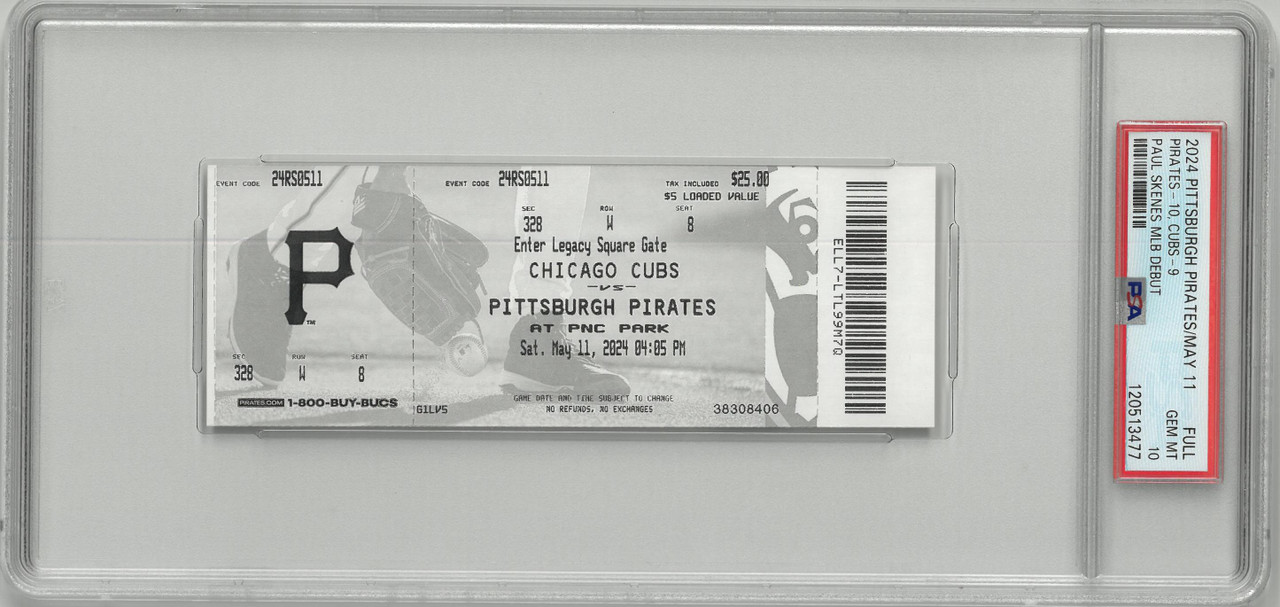 EVENT CODE 24RS0511
P
TM
SEC ROW SEAT
328 W 8
PIRATES.COM 1-800-BUY-BUCS
EVENT CODE 24RS0511
TAX INCLUDED $25.00
$5 LOADED VALUE
SEC ROW SEAT
328 W 8
Enter Legacy Square Gate
CHICAGO CUBS
-vs-
PITTSBURGH PIRATES
AT PNC PARK
Sat. May 11, 2024 04:05 PM
GAME DATE AND TIME SUBJECT TO CHANGE
NO REFUNDS, NO EXCHANGES
G1LV5
38308406
ELL7-LTL99M7Q
2024 PITTSBURGH PIRATES/MAY 11 FULL
PIRATES - 10, CUBS - 9 GEM MT
PAUL SKENES MLB DEBUT 10
PSA 120513477